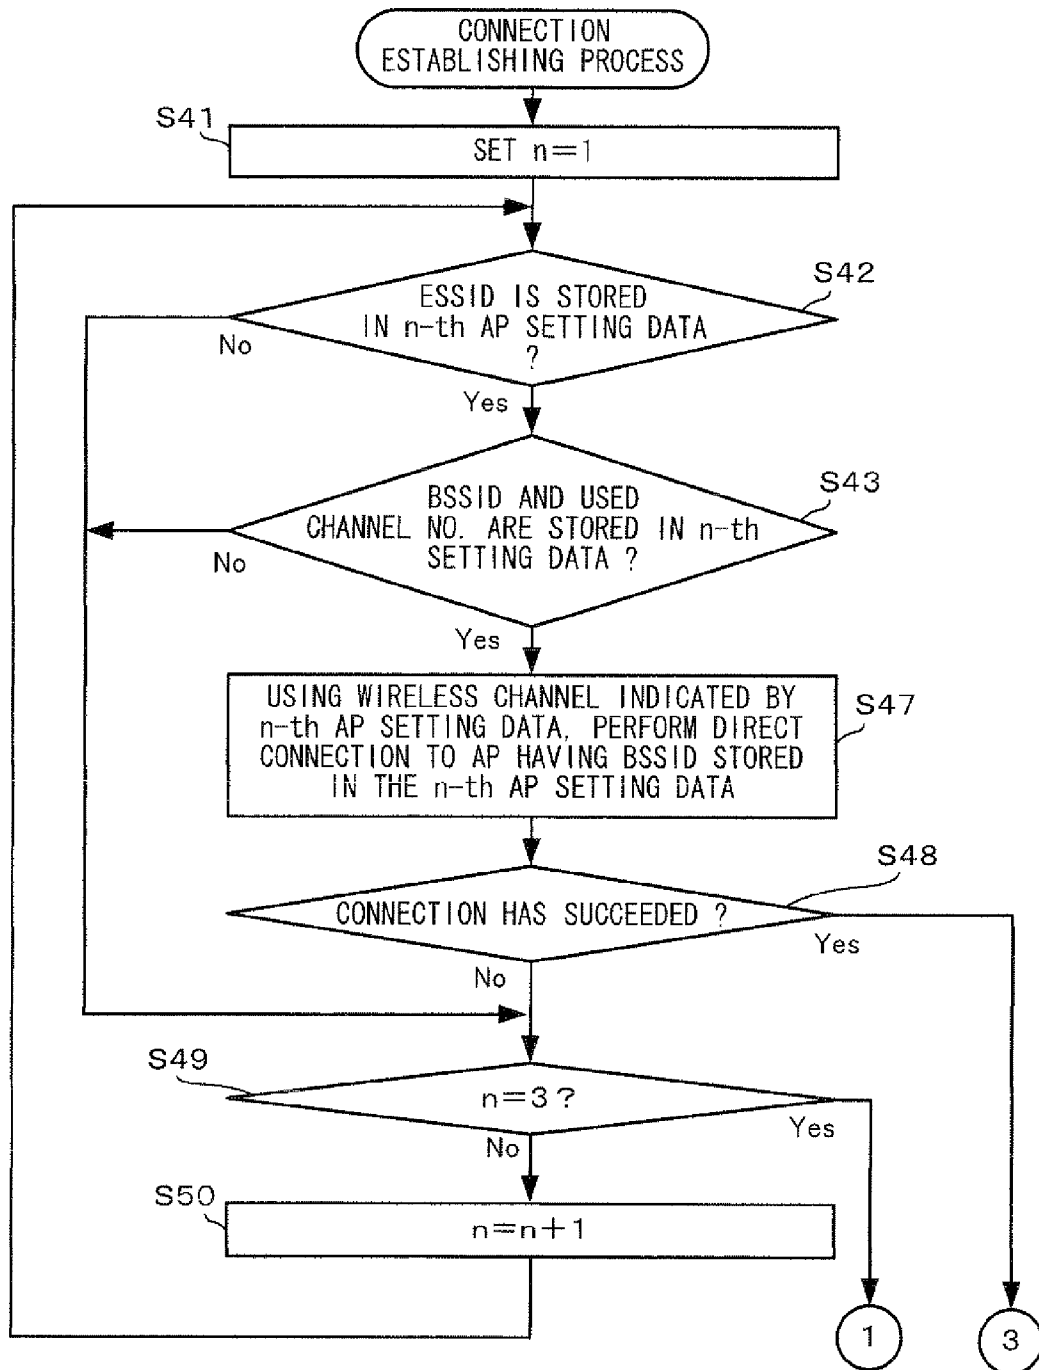 CONNECTION
ESTABLISHING PROCESS
S41
SET n=1
S42
ESSID IS STORED
IN n-th AP SETTING DATA
?
No
Yes
S43
BSSID AND USED
CHANNEL NO. ARE STORED IN n-th
SETTING DATA ?
No
Yes
USING WIRELESS CHANNEL INDICATED BY
n-th AP SETTING DATA, PERFORM DIRECT
CONNECTION TO AP HAVING BSSID STORED
IN THE n-th AP SETTING DATA
S47
S48
CONNECTION HAS SUCCEEDED ?
Yes
No
S49
n=3?
Yes
No
S50
n=n+1
1
3